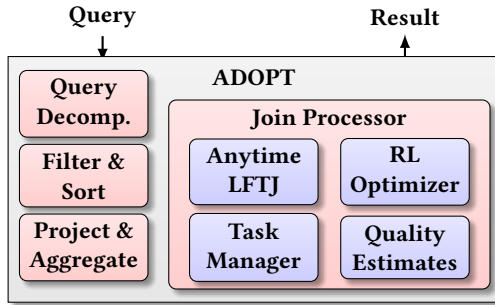 Query
Result
ADOPT
Query
Decomp.
Filter &
Sort
Project &
Aggregate
Join Processor
Anytime
LFTJ
RL
Optimizer
Task
Manager
Quality
Estimates